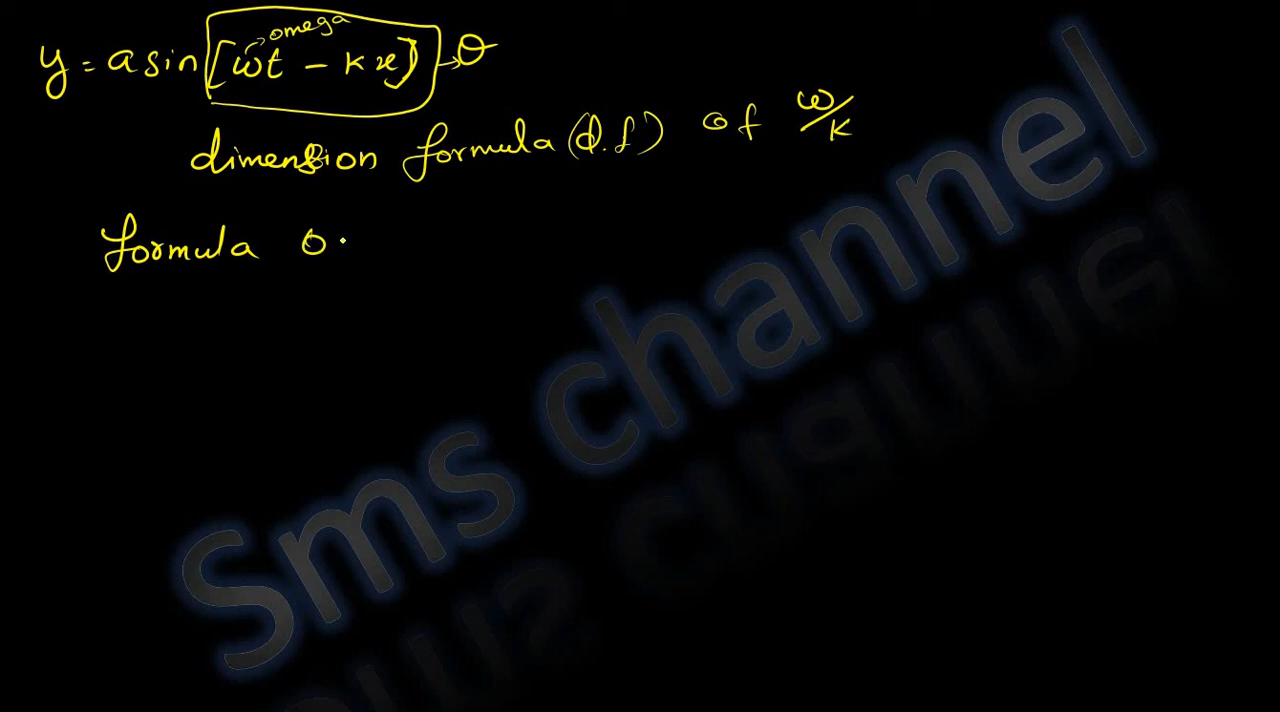 y = a sin [ωt - kx] → θ
→ omega
dimension formula (d.f) of ω/k
formula o.
Sms channel